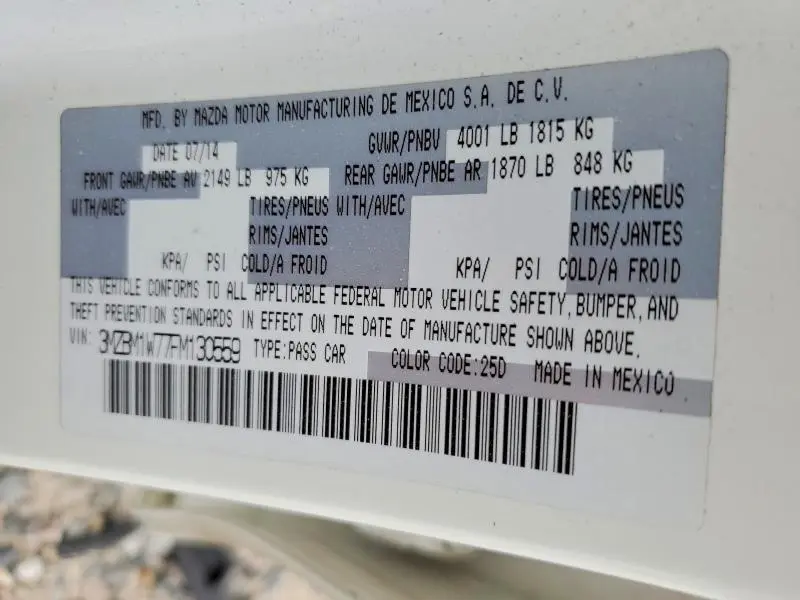 MFD. BY MAZDA MOTOR MANUFACTURING DE MEXICO S.A. DE C.V.
DATE 07/14 GVWR/PNBV 4001 LB 1815 KG
FRONT GAWR/PNBE AV 2149 LB 975 KG REAR GAWR/PNBE AR 1870 LB 848 KG
WITH/AVEC TIRES/PNEUS WITH/AVEC TIRES/PNEUS
RIMS/JANTES RIMS/JANTES
KPA/ PSI COLD/A FROID KPA/ PSI COLD/A FROID
THIS VEHICLE CONFORMS TO ALL APPLICABLE FEDERAL MOTOR VEHICLE SAFETY, BUMPER, AND
THEFT PREVENTION STANDARDS IN EFFECT ON THE DATE OF MANUFACTURE SHOWN ABOVE.
VIN: 3MZBM1W77FM130559 TYPE:PASS CAR COLOR CODE:25D MADE IN MEXICO